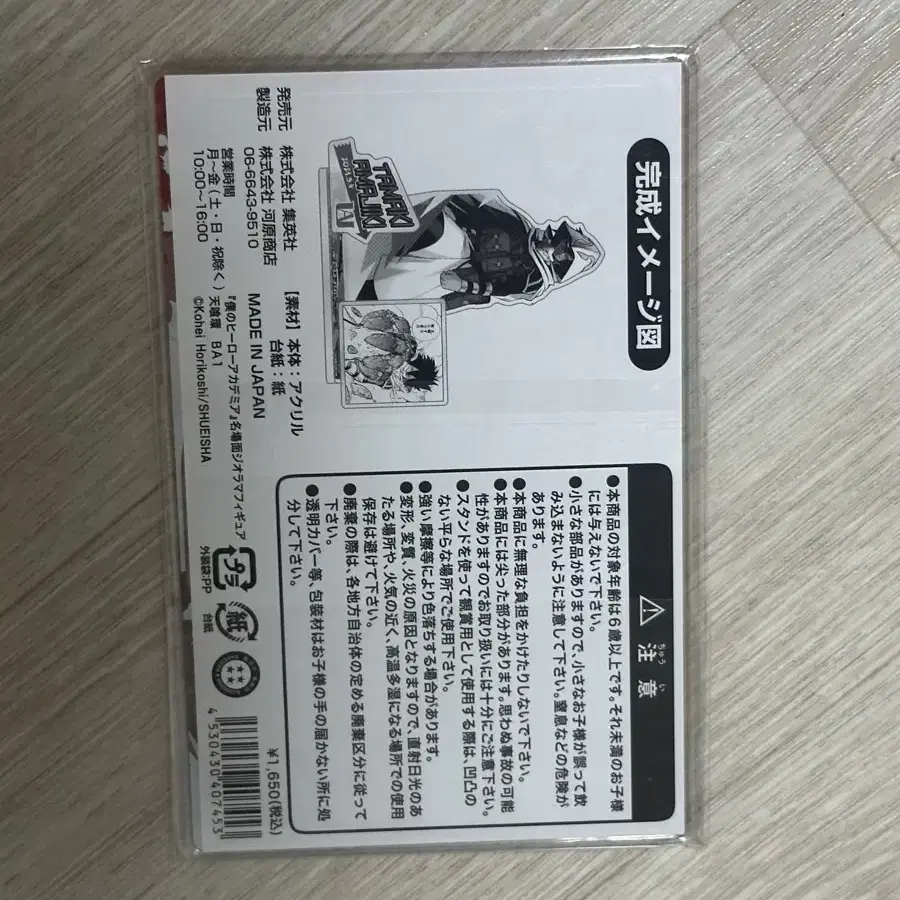 完成イメージ図
TAMAKI
AMAJIKI
発売元　株式会社 集英社
製造元　株式会社 河原商店
06-6643-9510
営業時間
月～金（土・日・祝除く）
10:00～16:00
【素材】本体：アクリル
台紙：紙
MADE IN JAPAN
『僕のヒーローアカデミア』名場面ジオラマフィギュア
天喰環 BA1
©Kohei Horikoshi/SHUEISHA
注意
ちゅうい
●本商品の対象年齢は6歳以上です。それ未満のお子様
には与えないで下さい。
●小さな部品がありますので、小さなお子様が誤って飲
み込まないように注意して下さい。窒息などの危険が
あります。
●本商品に無理な負担をかけたりしないで下さい。
●本商品には尖った部分があります。思わぬ事故の可能
性がありますのでお取り扱いには十分にご注意下さい。
●スタンドを使って観賞用として使用する際は、凹凸の
ない平らな場所でご使用下さい。
●強い摩擦等により色落ちする場合があります。
●変形、変質、火災の原因となりますので、直射日光のあ
たる場所や、火気の近く、高温多湿になる場所での使用
保存は避けて下さい。
●廃棄の際は、各地方自治体の定める廃棄区分に従って
下さい。
●透明カバー等、包装材はお子様の手の届かない所に処
分して下さい。
プラ
外装袋:PP
紙
台紙
¥1,650(税込)
4 530430 407453